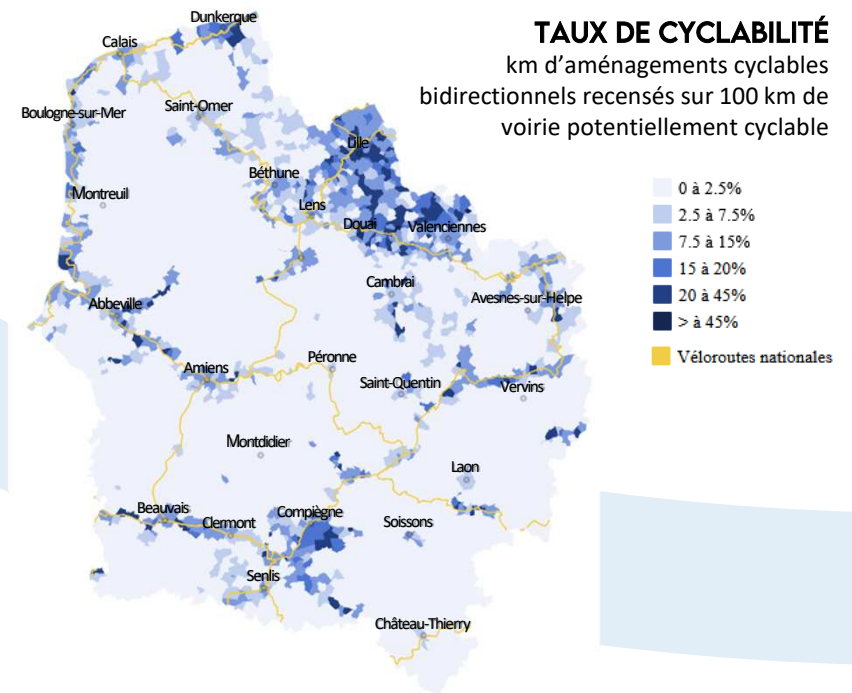 TAUX DE CYCLABILITÉ
km d’aménagements cyclables
bidirectionnels recensés sur 100 km de
voirie potentiellement cyclable
0 à 2.5%
2.5 à 7.5%
7.5 à 15%
15 à 20%
20 à 45%
> à 45%
Véloroutes nationales
Dunkerque
Calais
Boulogne-sur-Mer
Saint-Omer
Lille
Béthune
Montreuil
Lens
Douai
Valenciennes
Cambrai
Avesnes-sur-Helpe
Abbeville
Péronne
Amiens
Saint-Quentin
Vervins
Montdidier
Laon
Beauvais
Compiègne
Clermont
Soissons
Senlis
Château-Thierry